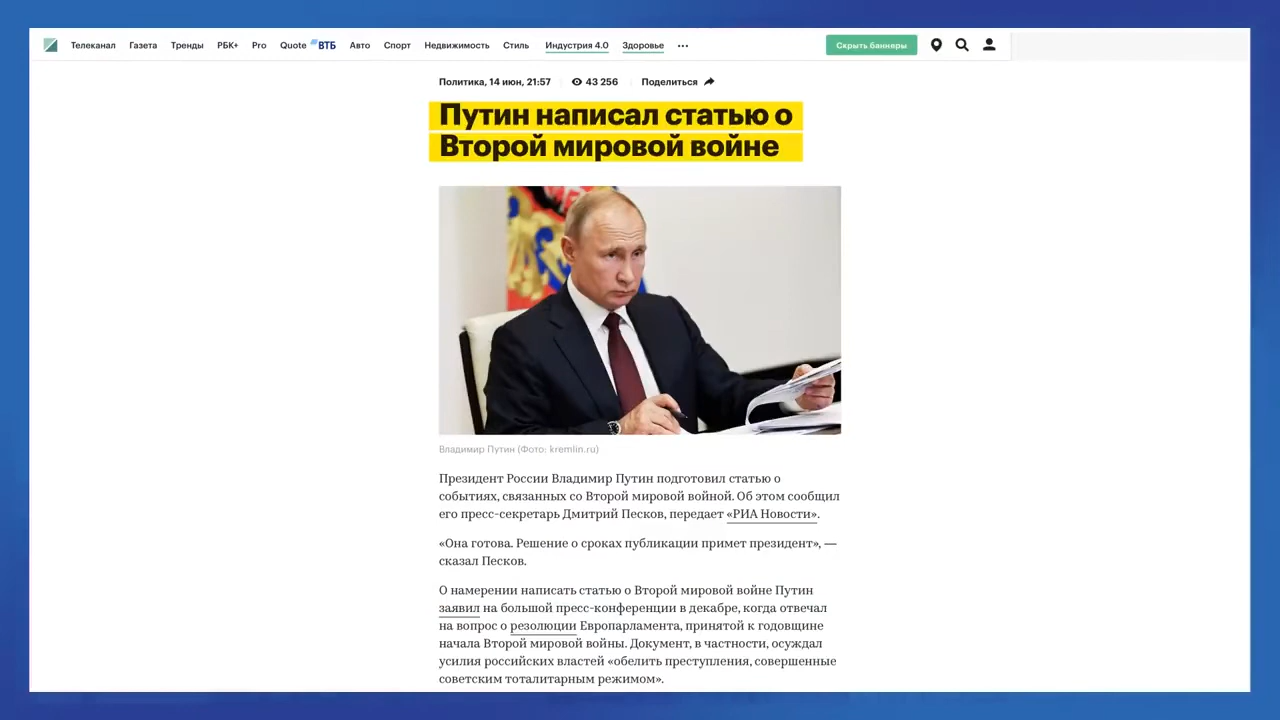 Телеканал Газета Тренды РБК+ Pro Quote ВТБ Авто Спорт Недвижимость Стиль Индустрия 4.0 Здоровье ••• Скрыть баннеры
Политика, 14 июн, 21:57 43 256 Поделиться
Путин написал статью о
Второй мировой войне
Владимир Путин (Фото: kremlin.ru)
Президент России Владимир Путин подготовил статью о
событиях, связанных со Второй мировой войной. Об этом сообщил
его пресс-секретарь Дмитрий Песков, передает «РИА Новости».
«Она готова. Решение о сроках публикации примет президент», —
сказал Песков.
О намерении написать статью о Второй мировой войне Путин
заявил на большой пресс-конференции в декабре, когда отвечал
на вопрос о резолюции Европарламента, принятой к годовщине
начала Второй мировой войны. Документ, в частности, осуждал
усилия российских властей «обелить преступления, совершенные
советским тоталитарным режимом».